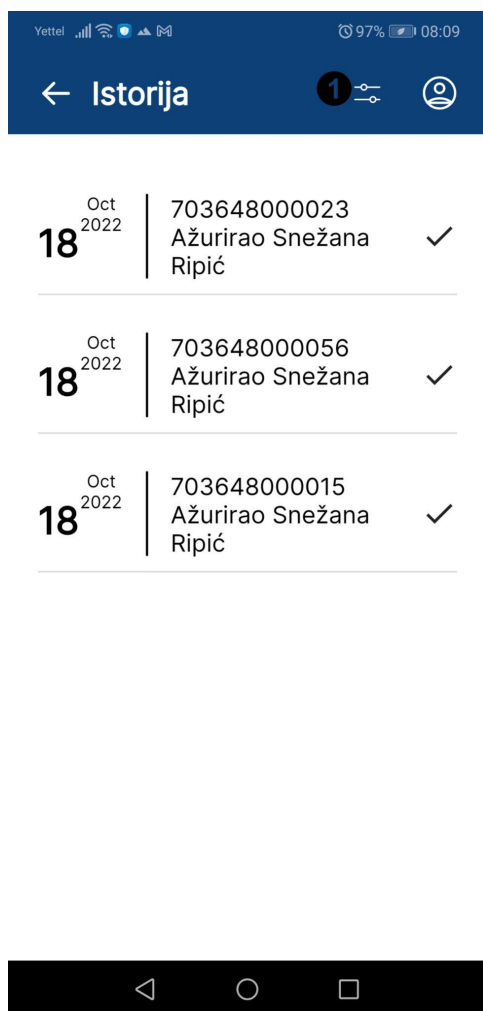 Yettel 97% 08:09
Istorija 1
Oct
18 2022
703648000023
Ažurirao Snežana
Ripić
Oct
18 2022
703648000056
Ažurirao Snežana
Ripić
Oct
18 2022
703648000015
Ažurirao Snežana
Ripić